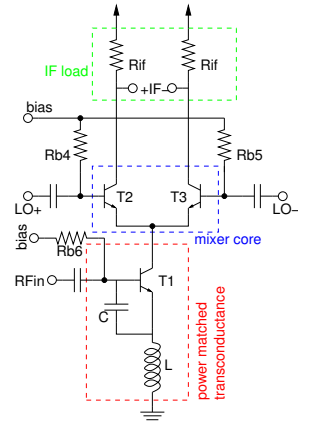 Rif
Rif
IF load
+IF−
bias
Rb4
Rb5
T2
T3
LO+
LO−
mixer core
bias
Rb6
T1
RFin
C
L
power matched
transconductance